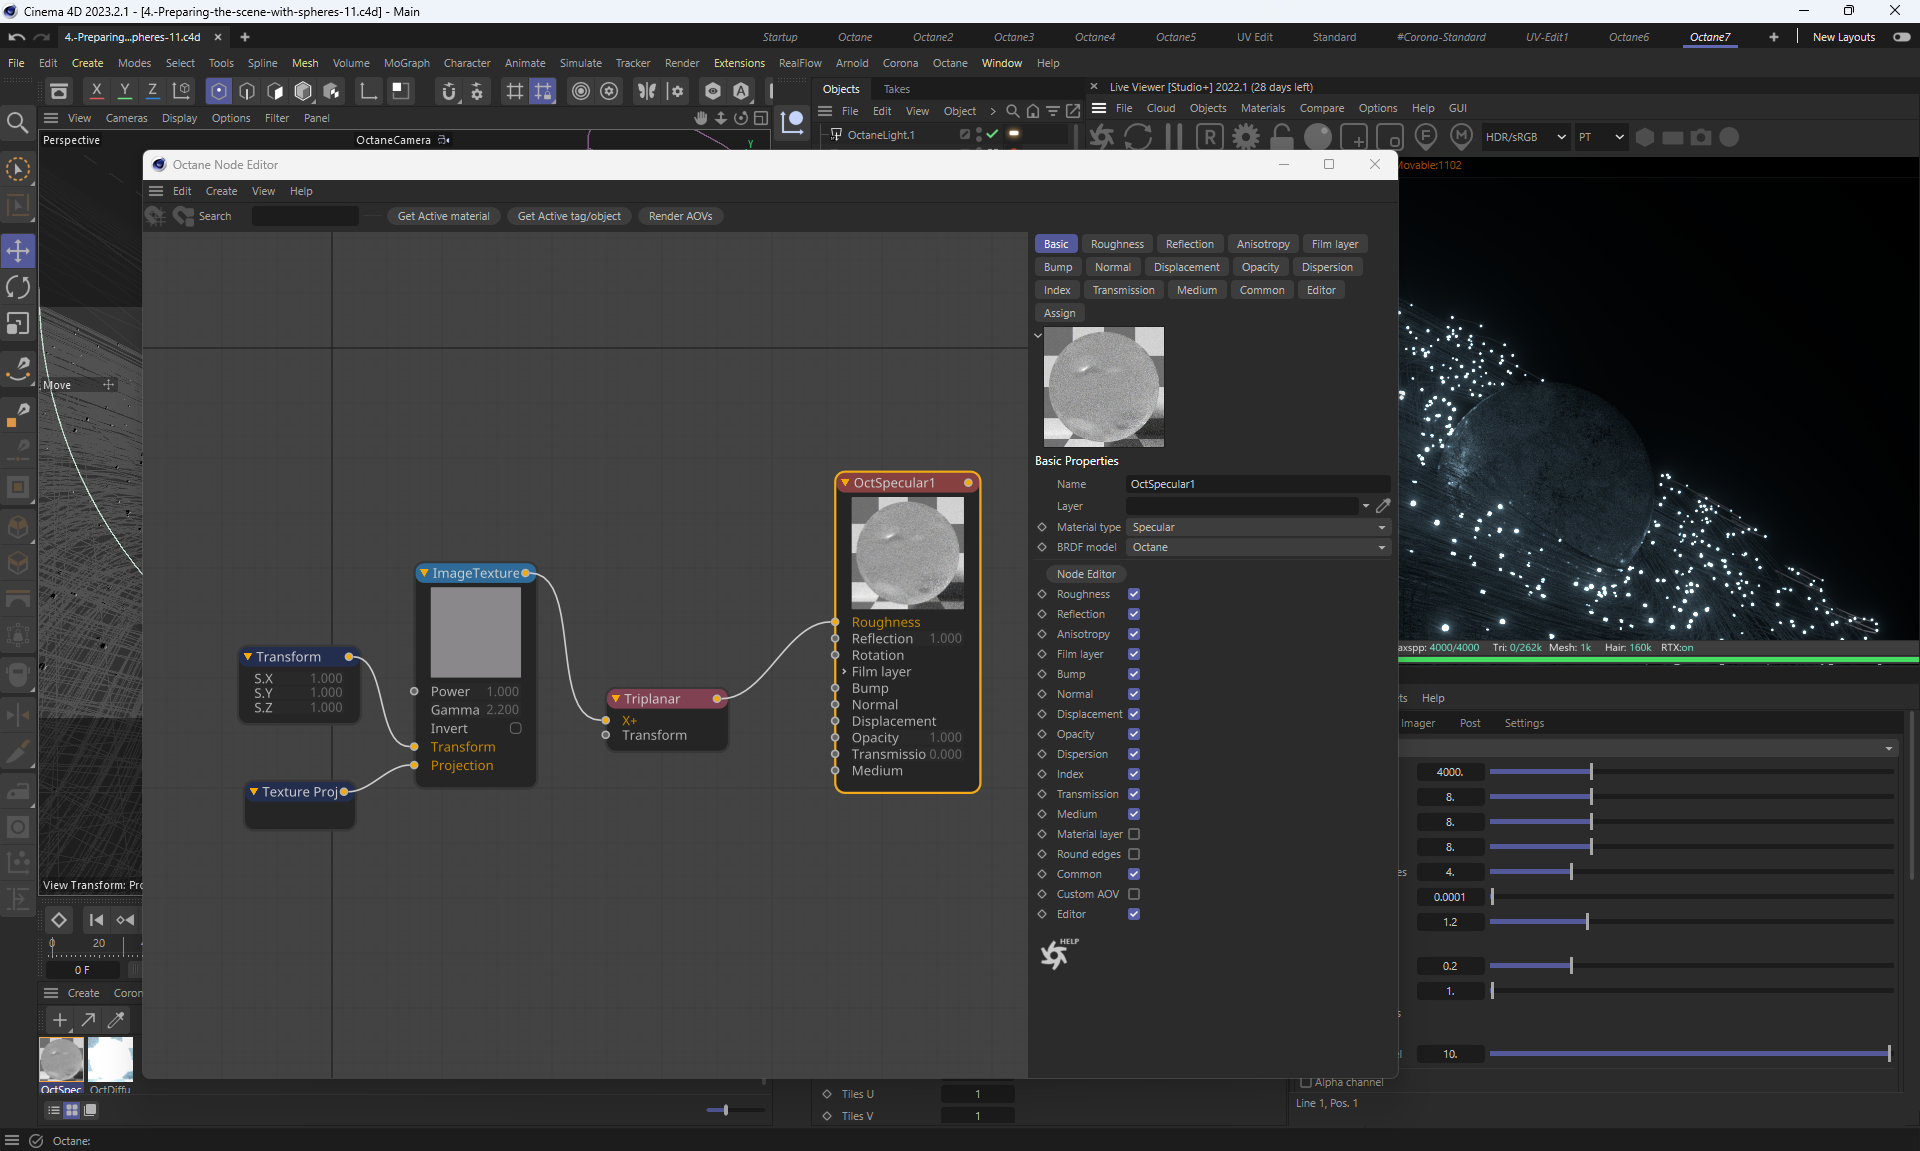 Cinema 4D 2023.2.1 - [4.-Preparing-the-scene-with-spheres-11.c4d] - Main
4.-Preparing...pheres-11.c4d
Startup Octane Octane2 Octane3 Octane4 Octane5 UV Edit Standard #Corona-Standard UV-Edit1 Octane6 Octane7 New Layouts
File Edit Create Modes Select Tools Spline Mesh Volume MoGraph Character Animate Simulate Tracker Render Extensions RealFlow Arnold Corona Octane Window Help
X Y Z
Objects Takes
File Edit View Object
OctaneLight.1
Live Viewer [Studio+] 2022.1 (28 days left)
File Cloud Objects Materials Compare Options Help GUI
HDR/sRGB PT
View Cameras Display Options Filter Panel
Perspective
OctaneCamera
Y
Movable:1102
Octane Node Editor
Edit Create View Help
Search
Get Active material Get Active tag/object Render AOVs
Move
View Transform: Pro
Transform
S.X 1.000
S.Y 1.000
S.Z 1.000
Texture Proj
ImageTexture
Power 1.000
Gamma 2.200
Invert
Transform
Projection
Triplanar
X+
Transform
OctSpecular1
Roughness
Reflection 1.000
Rotation
Film layer
Bump
Normal
Displacement
Opacity 1.000
Transmissio 0.000
Medium
Basic Roughness Reflection Anisotropy Film layer
Bump Normal Displacement Opacity Dispersion
Index Transmission Medium Common Editor
Assign
Basic Properties
Name OctSpecular1
Layer
Material type Specular
BRDF model Octane
Node Editor
Roughness
Reflection
Anisotropy
Film layer
Bump
Normal
Displacement
Opacity
Dispersion
Index
Transmission
Medium
Material layer
Round edges
Common
Custom AOV
Editor
HELP
axspp: 4000/4000 Tri: 0/262k Mesh: 1k Hair: 160k RTX:on
ts Help
Imager Post Settings
4000.
8.
8.
8.
es 4.
0.0001
1.2
0.2
1.
s
l 10.
Alpha channel
Line 1, Pos. 1
0 20 4
0 F
Create Coron
OctSpec OctDiffu
Tiles U 1
Tiles V 1
Octane: